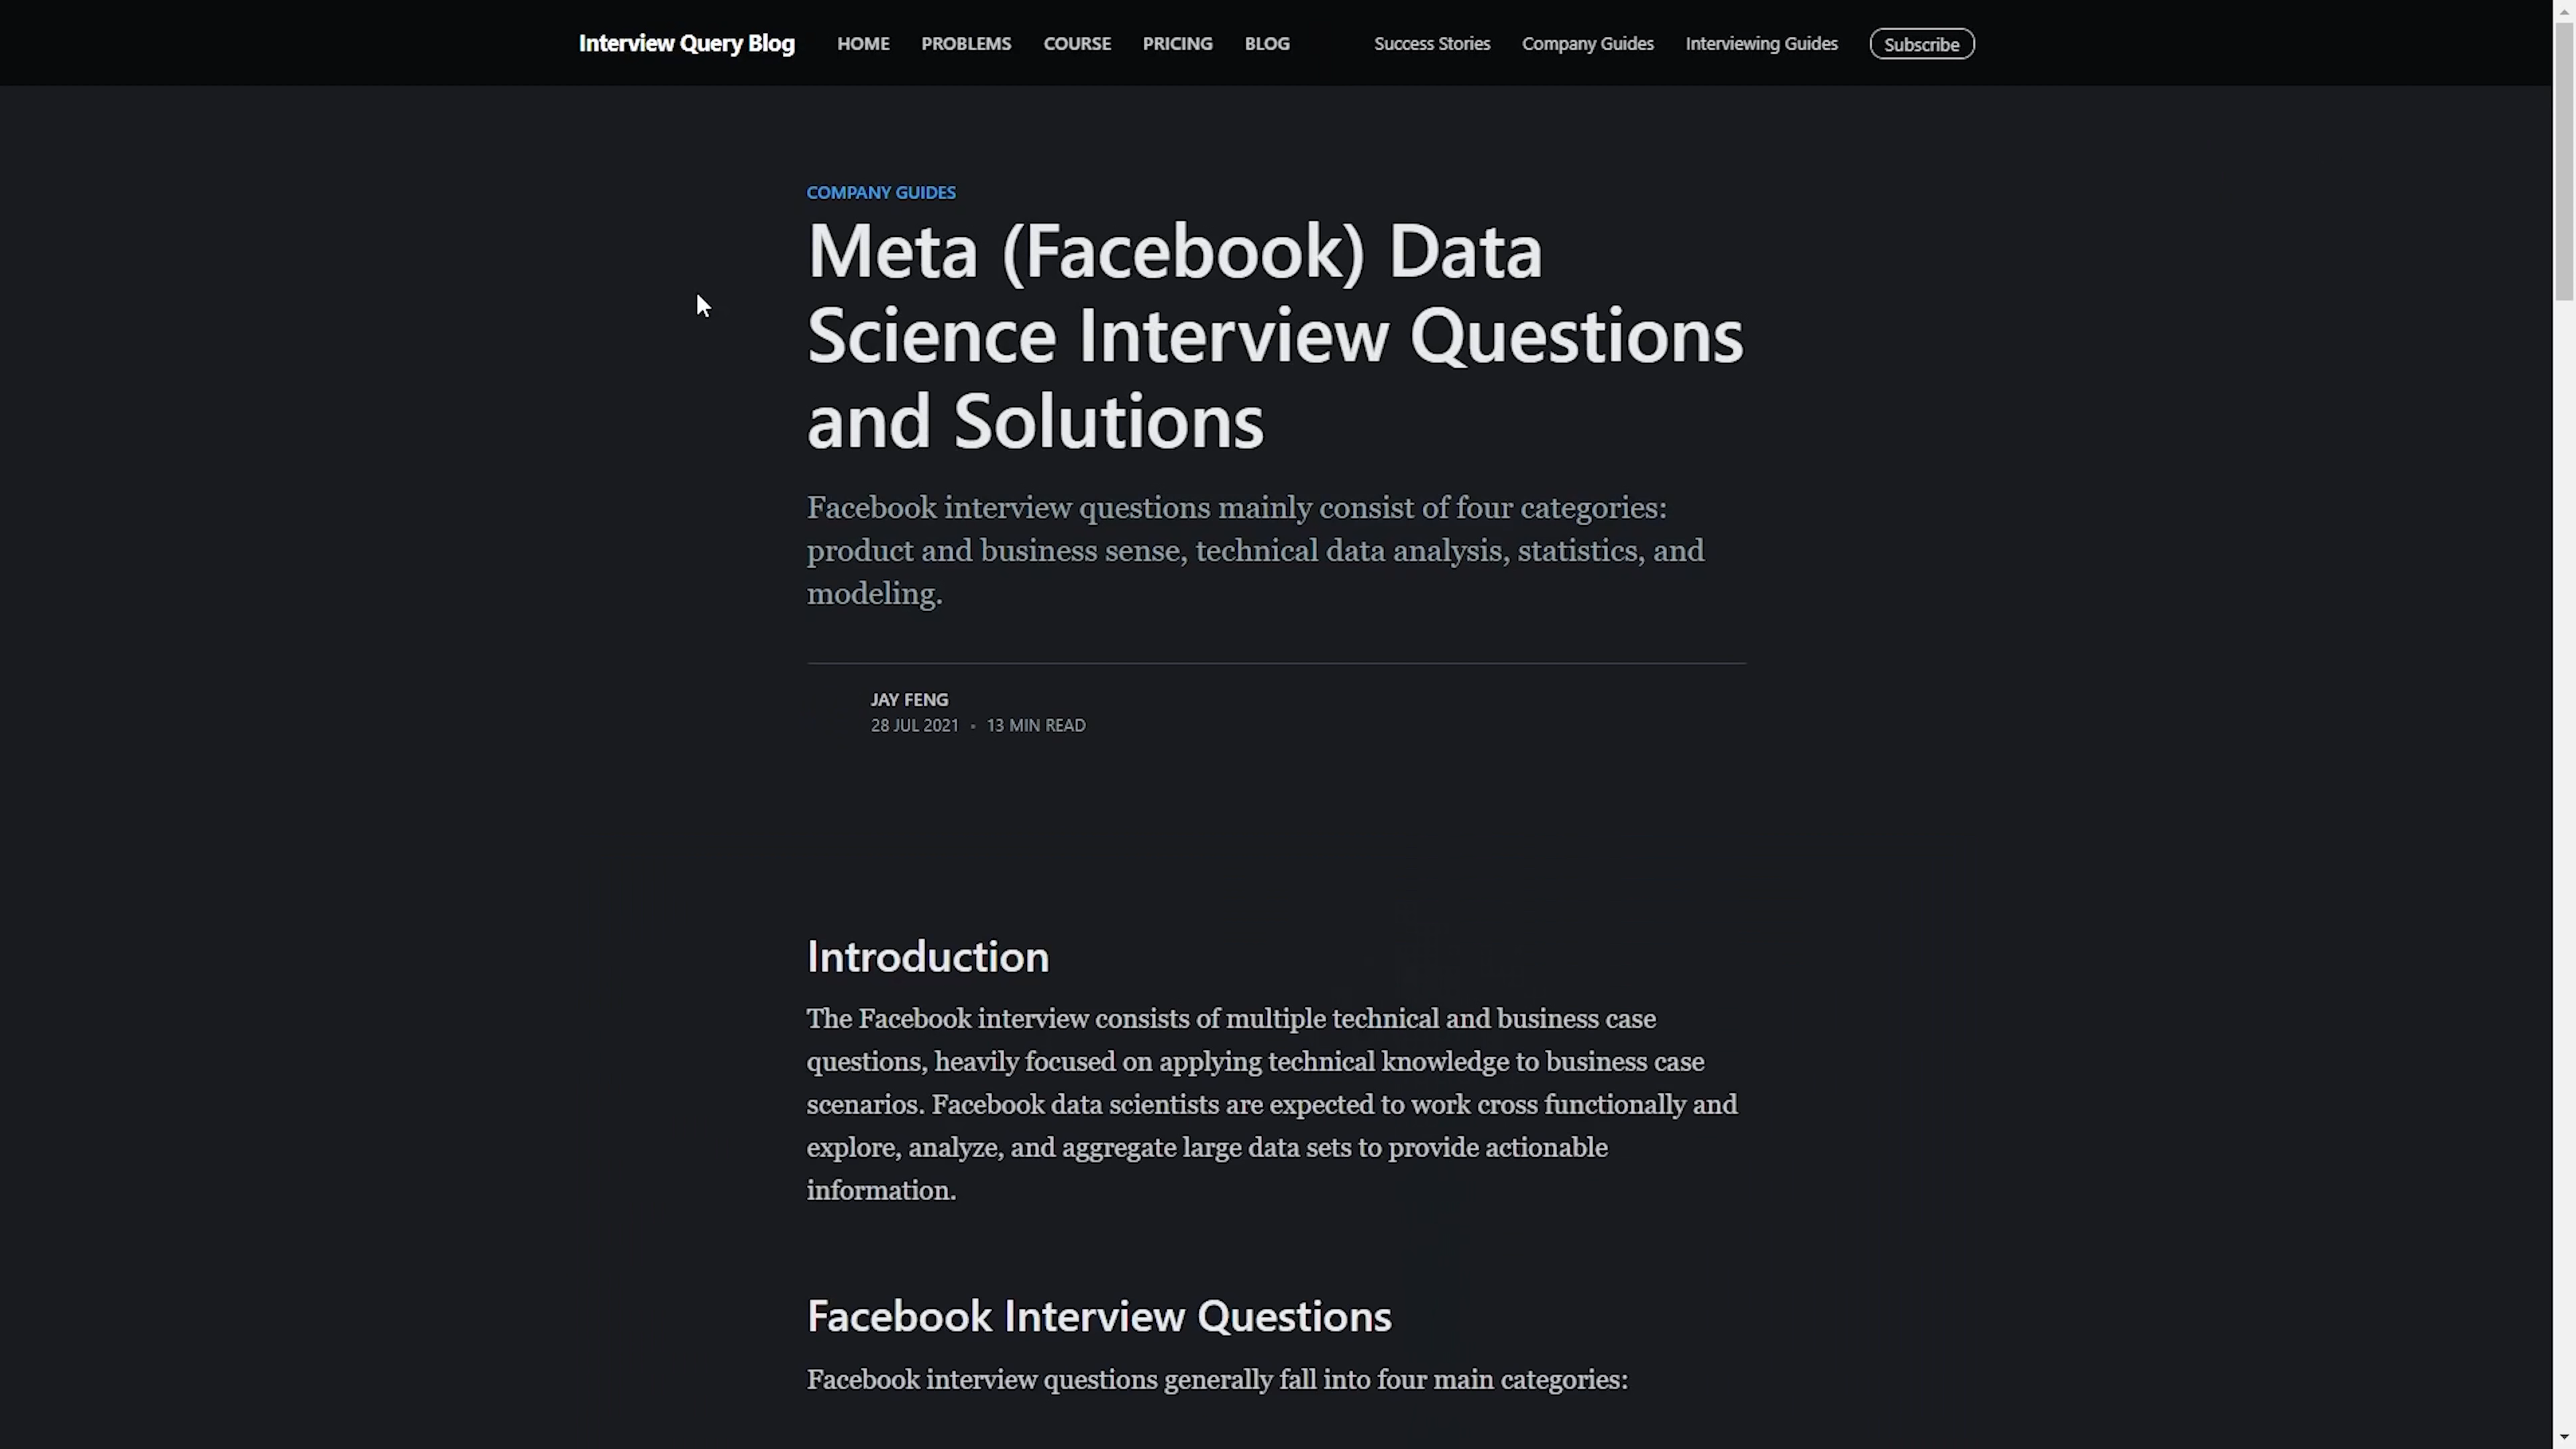 Interview Query Blog HOME PROBLEMS COURSE PRICING BLOG Success Stories Company Guides Interviewing Guides Subscribe
COMPANY GUIDES
Meta (Facebook) Data
Science Interview Questions
and Solutions
Facebook interview questions mainly consist of four categories:
product and business sense, technical data analysis, statistics, and
modeling.
JAY FENG
28 JUL 2021 • 13 MIN READ
Introduction
The Facebook interview consists of multiple technical and business case
questions, heavily focused on applying technical knowledge to business case
scenarios. Facebook data scientists are expected to work cross functionally and
explore, analyze, and aggregate large data sets to provide actionable
information.
Facebook Interview Questions
Facebook interview questions generally fall into four main categories: